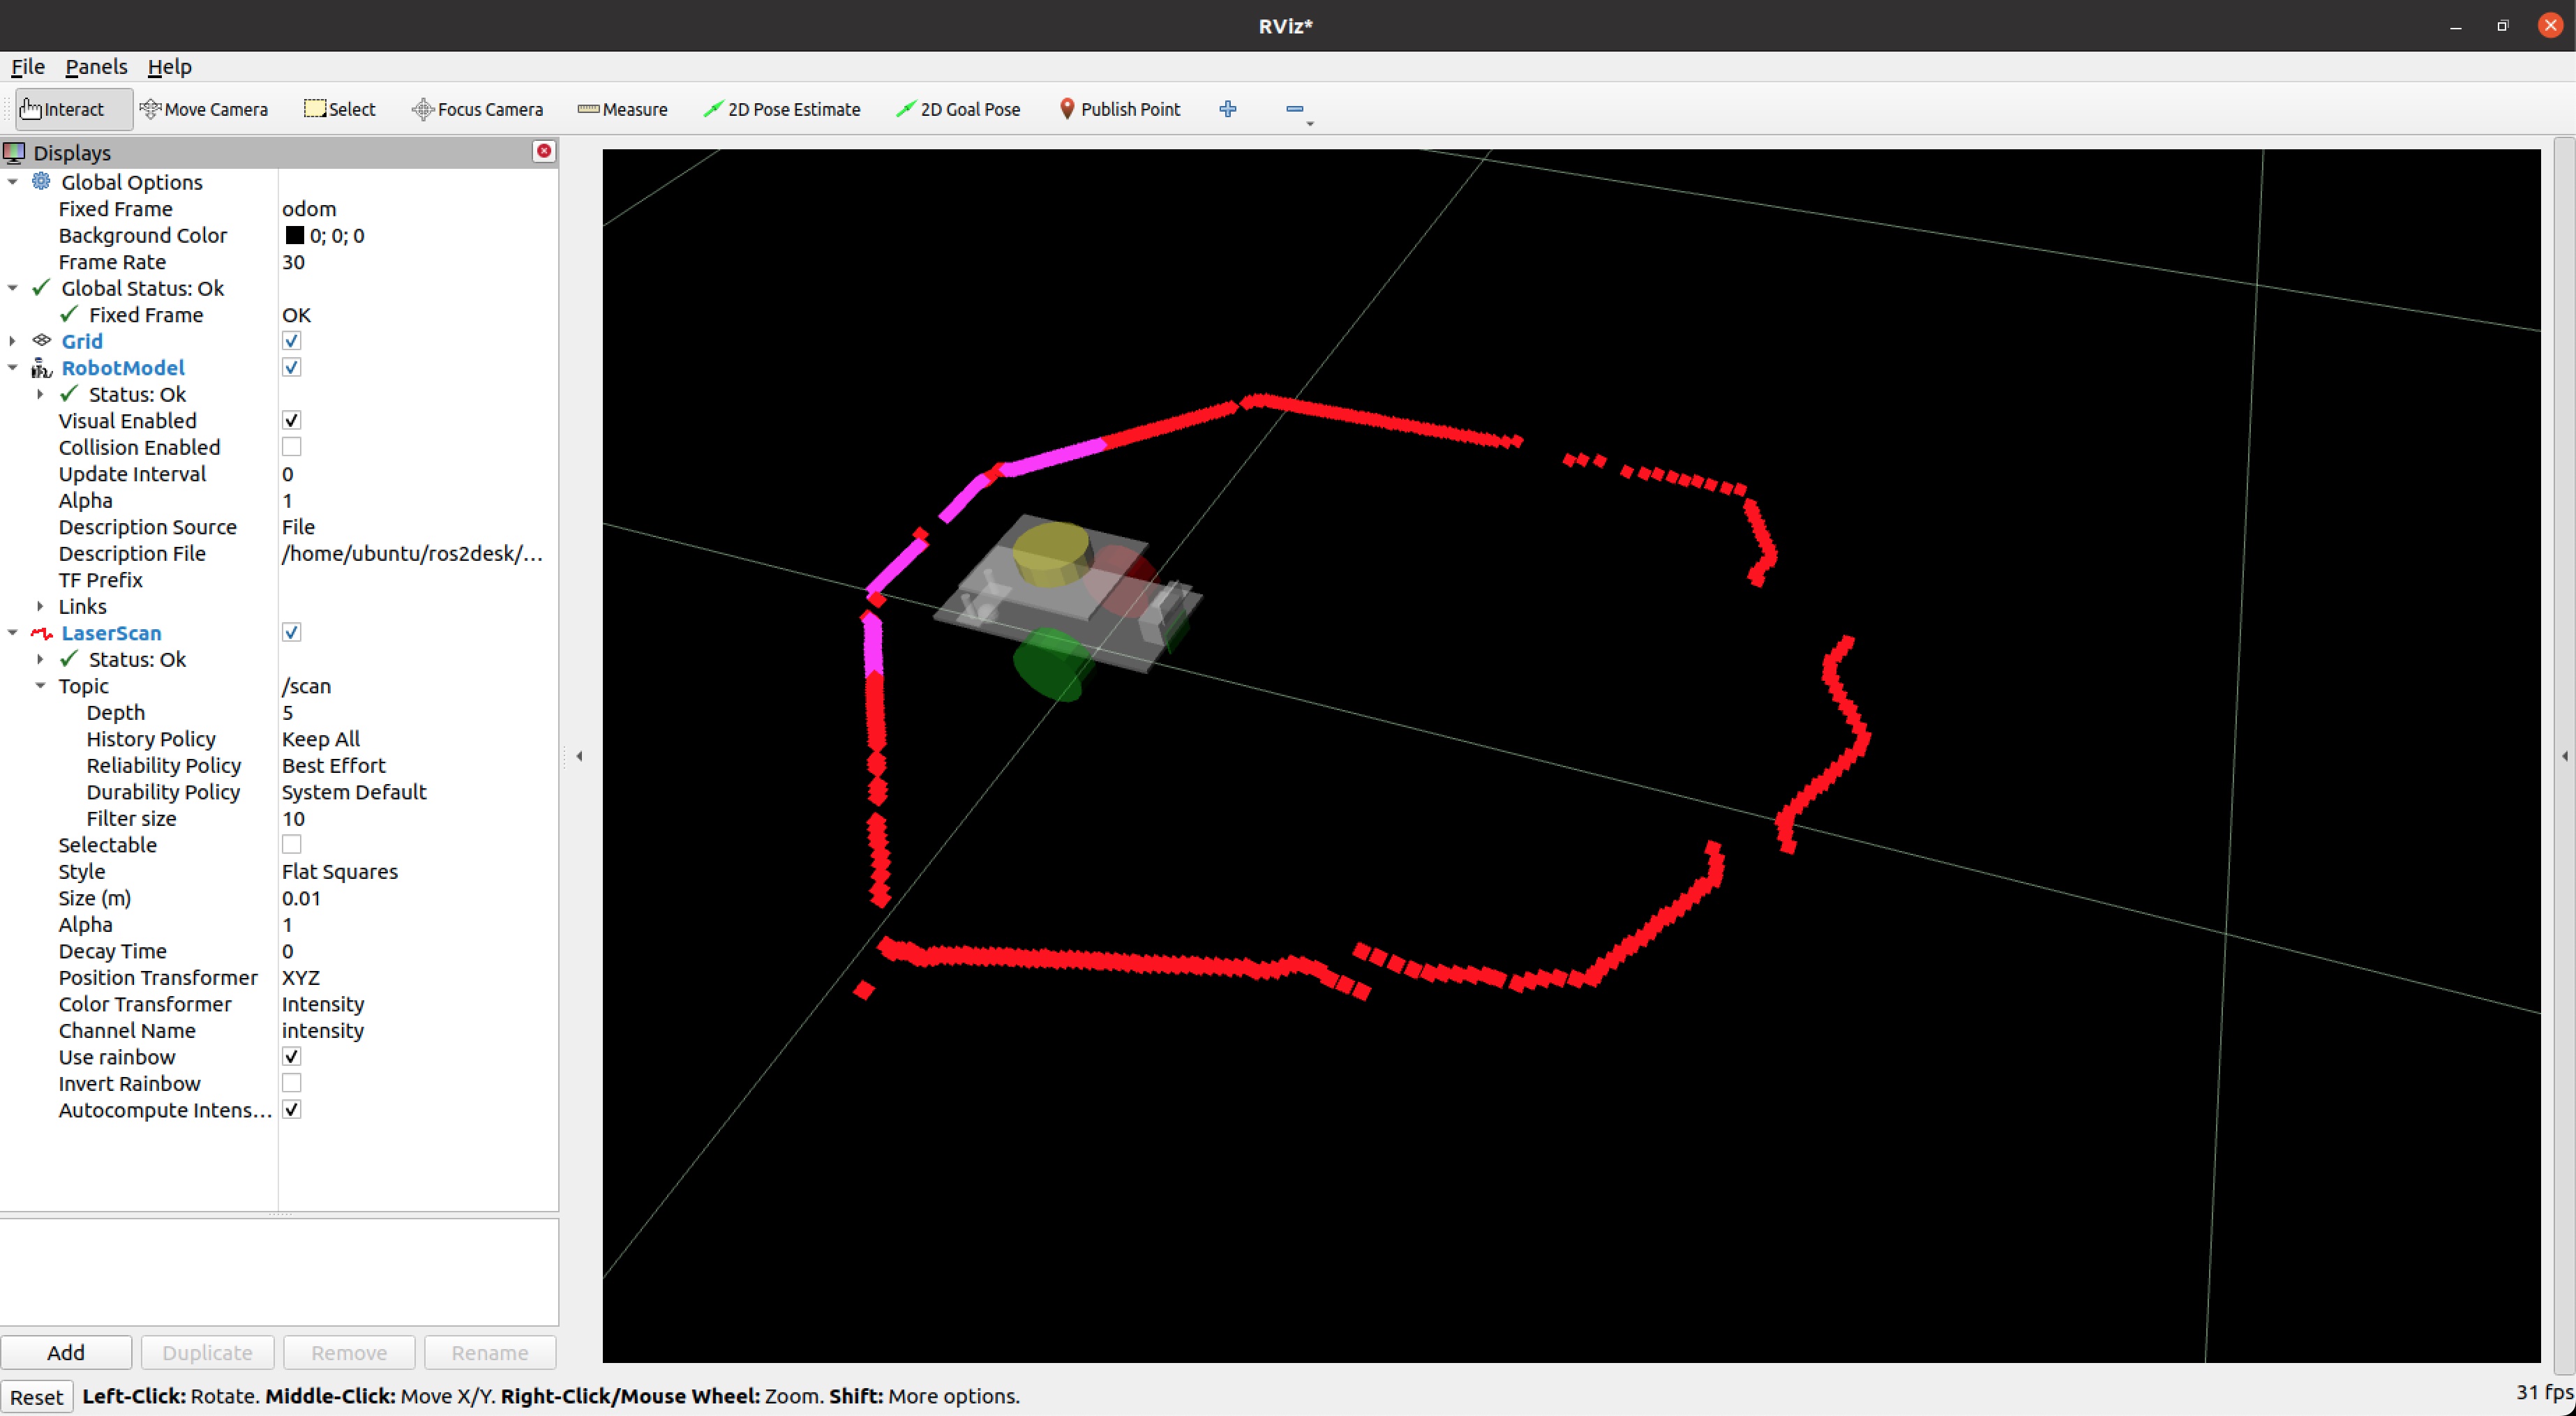 RViz*
File Panels Help
Interact Move Camera Select Focus Camera Measure 2D Pose Estimate 2D Goal Pose Publish Point
Displays
Global Options
Fixed Frame odom
Background Color 0; 0; 0
Frame Rate 30
Global Status: Ok
Fixed Frame OK
Grid
RobotModel
Status: Ok
Visual Enabled
Collision Enabled
Update Interval 0
Alpha 1
Description Source File
Description File /home/ubuntu/ros2desk/...
TF Prefix
Links
LaserScan
Status: Ok
Topic /scan
Depth 5
History Policy Keep All
Reliability Policy Best Effort
Durability Policy System Default
Filter size 10
Selectable
Style Flat Squares
Size (m) 0.01
Alpha 1
Decay Time 0
Position Transformer XYZ
Color Transformer Intensity
Channel Name intensity
Use rainbow
Invert Rainbow
Autocompute Intens...
Add Duplicate Remove Rename
Reset Left-Click: Rotate. Middle-Click: Move X/Y. Right-Click/Mouse Wheel: Zoom. Shift: More options. 31 fps